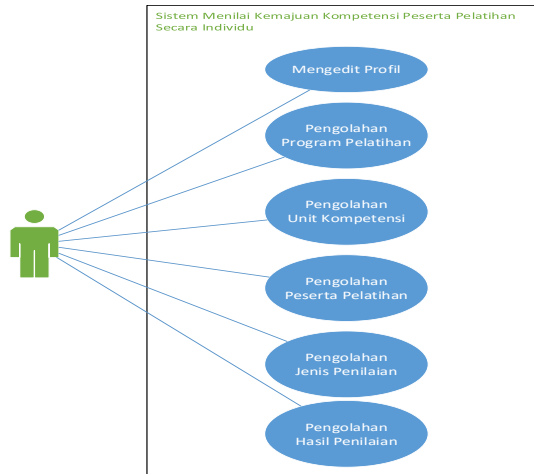 Sistem Menilai Kemajuan Kompetensi Peserta Pelatihan
Secara Individu
Mengedit Profil
Pengolahan
Program Pelatihan
Pengolahan
Unit Kompetensi
Pengolahan
Peserta Pelatihan
Pengolahan
Jenis Penilaian
Pengolahan
Hasil Penilaian